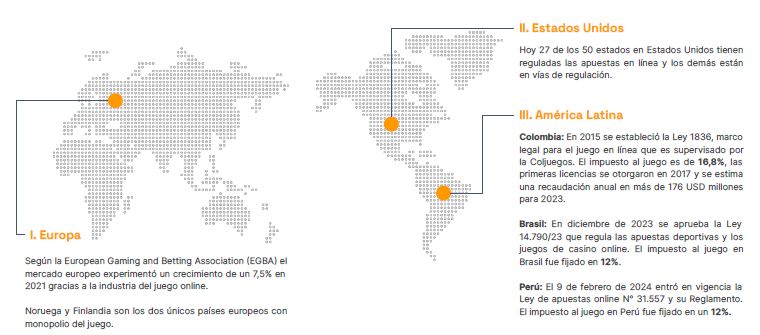 II. Estados Unidos
Hoy 27 de los 50 estados en Estados Unidos tienen
reguladas las apuestas en línea y los demás están
en vías de regulación.
III. América Latina
Colombia: En 2015 se estableció la Ley 1836, marco
legal para el juego en línea que es supervisado por
la Coljuegos. El impuesto al juego es de 16,8%, las
primeras licencias se otorgaron en 2017 y se estima
una recaudación anual en más de 176 USD millones
para 2023.
Brasil: En diciembre de 2023 se aprueba la Ley
14.790/23 que regula las apuestas deportivas y los
juegos de casino online. El impuesto al juego en
Brasil fue fijado en 12%.
Perú: El 9 de febrero de 2024 entró en vigencia la
Ley de apuestas online N° 31.557 y su Reglamento.
El impuesto al juego en Perú fue fijado en un 12%.
I. Europa
Según la European Gaming and Betting Association (EGBA) el
mercado europeo experimentó un crecimiento de un 7,5% en
2021 gracias a la industria del juego online.
Noruega y Finlandia son los dos únicos países europeos con
monopolio del juego.